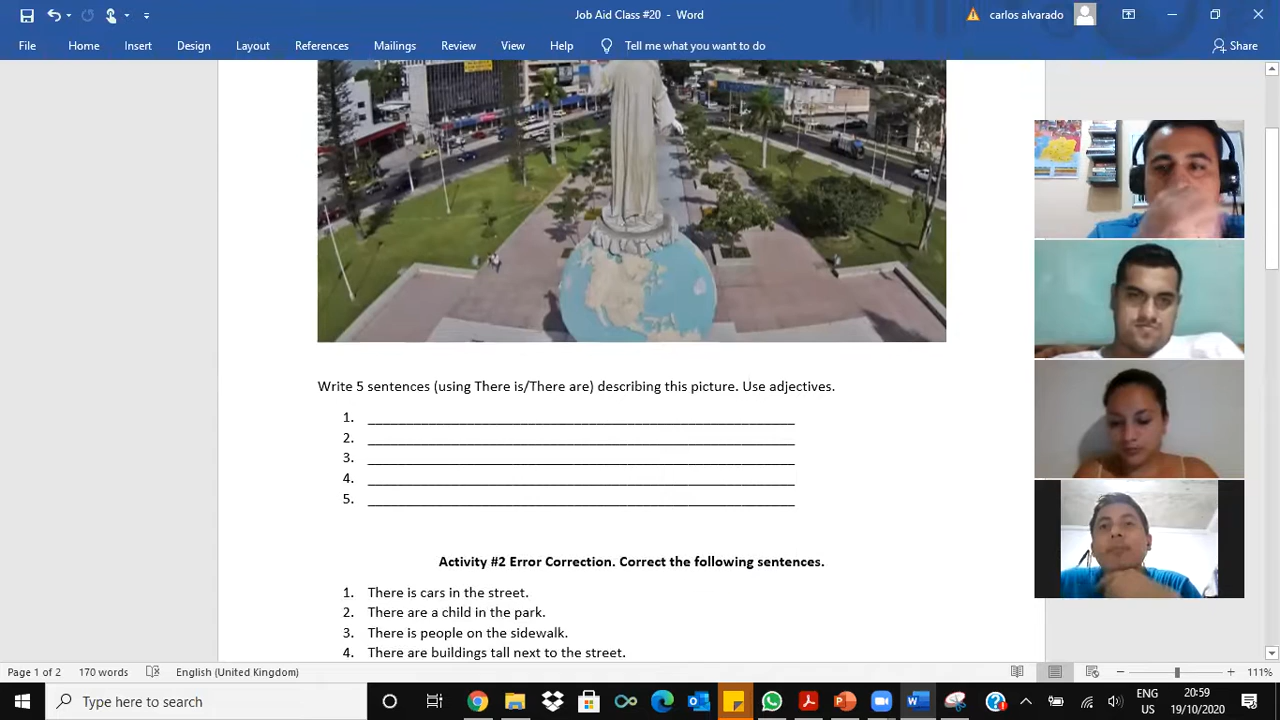 Job Aid Class #20 - Word
carlos alvarado
File Home Insert Design Layout References Mailings Review View Help Tell me what you want to do Share
Write 5 sentences (using There is/There are) describing this picture. Use adjectives.
1. ___________________________________________________
2. ___________________________________________________
3. ___________________________________________________
4. ___________________________________________________
5. ___________________________________________________
Activity #2 Error Correction. Correct the following sentences.
1. There is cars in the street.
2. There are a child in the park.
3. There is people on the sidewalk.
4. There are buildings tall next to the street.
Page 1 of 2 170 words English (United Kingdom) 111%
Type here to search
ENG
US
20:59
19/10/2020